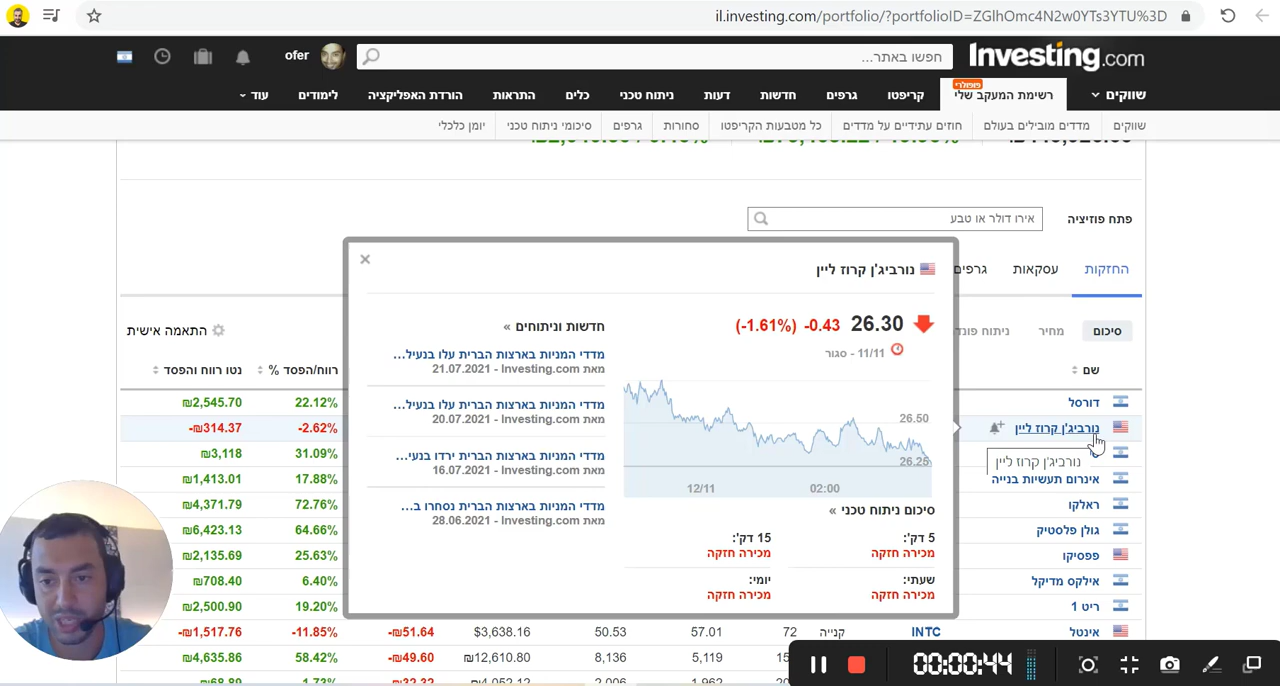 il.investing.com/portfolio/?portfolioID=ZGlhOmc4N2w0YTs3YTU%3D
Investing.com
חפשו באתר...
ofer
שווקים
רשימת המעקב שלי
פופולרי
קריפטו
גרפים
חדשות
דעות
ניתוח טכני
כלים
התראות
הורדת האפליקציה
לימודים
עוד
שווקים
מדדים מובילים בעולם
חוזים עתידיים על מדדים
כל מטבעות הקריפטו
סחורות
גרפים
סיכומי ניתוח טכני
יומן כלכלי
פתח פוזיציה
אירו דולר או טבע
החזקות
עסקאות
גרפים
סיכום
מחיר
התאמה אישית
שם
רווח/הפסד %
נטו רווח והפסד
דורסל
22.12%
₪2,545.70
נורביג'ן קרוז ליין
-2.62%
-₪314.37
נורביג'ן קרוז ליין
31.09%
₪3,118
אינרום תעשיות בנייה
17.88%
₪1,413.01
ראלקו
72.76%
₪4,371.79
גולן פלסטיק
64.66%
₪6,423.13
פפסיקו
25.63%
₪2,135.69
אילקס מדיקל
6.40%
₪708.40
ריט 1
19.20%
₪2,500.90
אינטל
INTC
קנייה
72
57.01
50.53
$3,638.16
-₪51.64
-11.85%
-₪1,517.76
5,119
8,136
₪12,610.80
-₪49.60
58.42%
₪4,635.86
נורביג'ן קרוז ליין
26.30
-0.43
(-1.61%)
11/11 - סגור
26.50
26.25
12/11
02:00
סיכום ניתוח טכני »
5 דק':
מכירה חזקה
15 דק':
מכירה חזקה
שעתי:
מכירה חזקה
יומי:
מכירה חזקה
חדשות וניתוחים »
מדדי המניות בארצות הברית עלו בנעיל...
מאת Investing.com - 21.07.2021
מדדי המניות בארצות הברית עלו בנעיל...
מאת Investing.com - 20.07.2021
מדדי המניות בארצות הברית ירדו בנעי...
מאת Investing.com - 16.07.2021
מדדי המניות בארצות הברית נסחרו ב...
מאת Investing.com - 28.06.2021
00:00:44